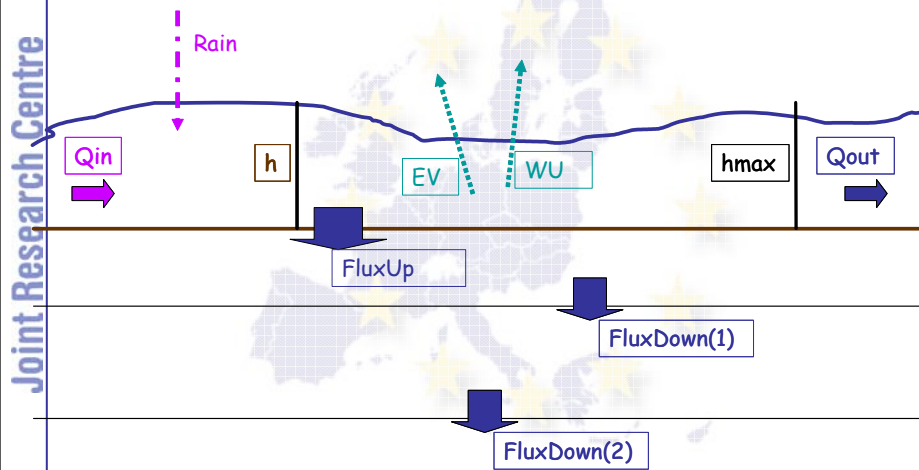 Joint Research Centre
Rain
Qin
h
EV
WU
hmax
Qout
FluxUp
FluxDown(1)
FluxDown(2)